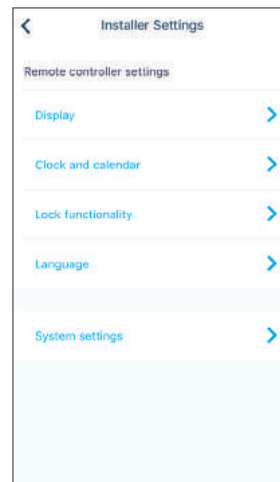 Installer Settings
Remote controller settings
Display
Clock and calendar
Lock functionality
Language
System settings